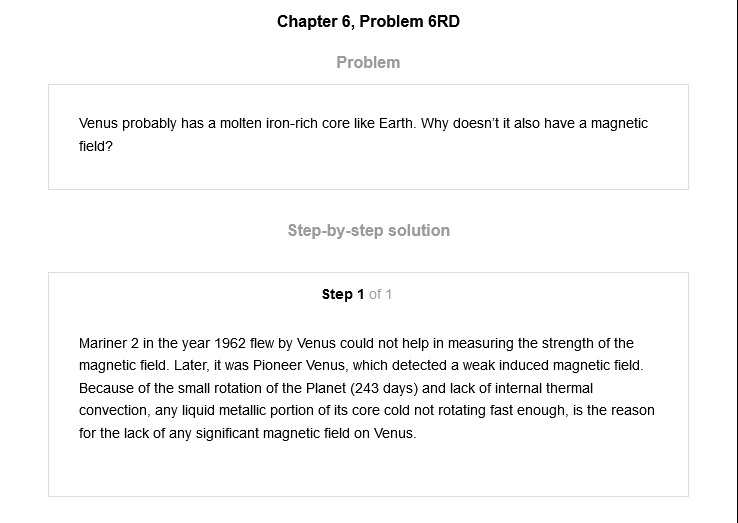 Chapter 6, Problem 6RD
Problem
Venus probably has a molten iron-rich core like Earth. Why doesn't it also have a magnetic
field?
Step-by-step solution
Step 1 of 1
Mariner 2 in the year 1962 flew by Venus could not help in measuring the strength of the
magnetic field. Later, it was Pioneer Venus, which detected a weak induced magnetic field.
Because of the small rotation of the Planet (243 days) and lack of internal thermal
convection, any liquid metallic portion of its core cold not rotating fast enough, is the reason
for the lack of any significant magnetic field on Venus.